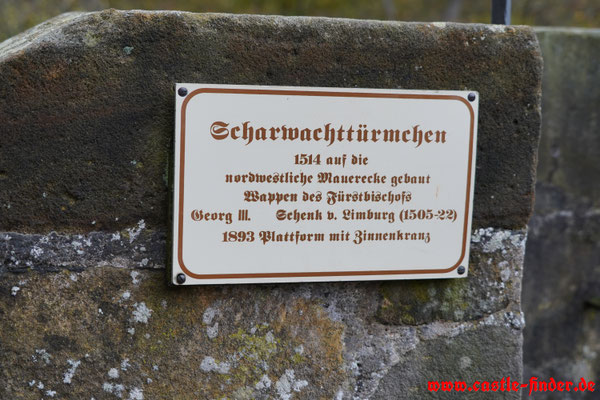 Scharwachttürmchen
1514 auf die
nordwestliche Mauerecke gebaut
Wappen des Fürstbischofs
Georg III. Schenk v. Limburg (1505-22)
1893 Plattform mit Zinnenkranz
www.castle-finder.de